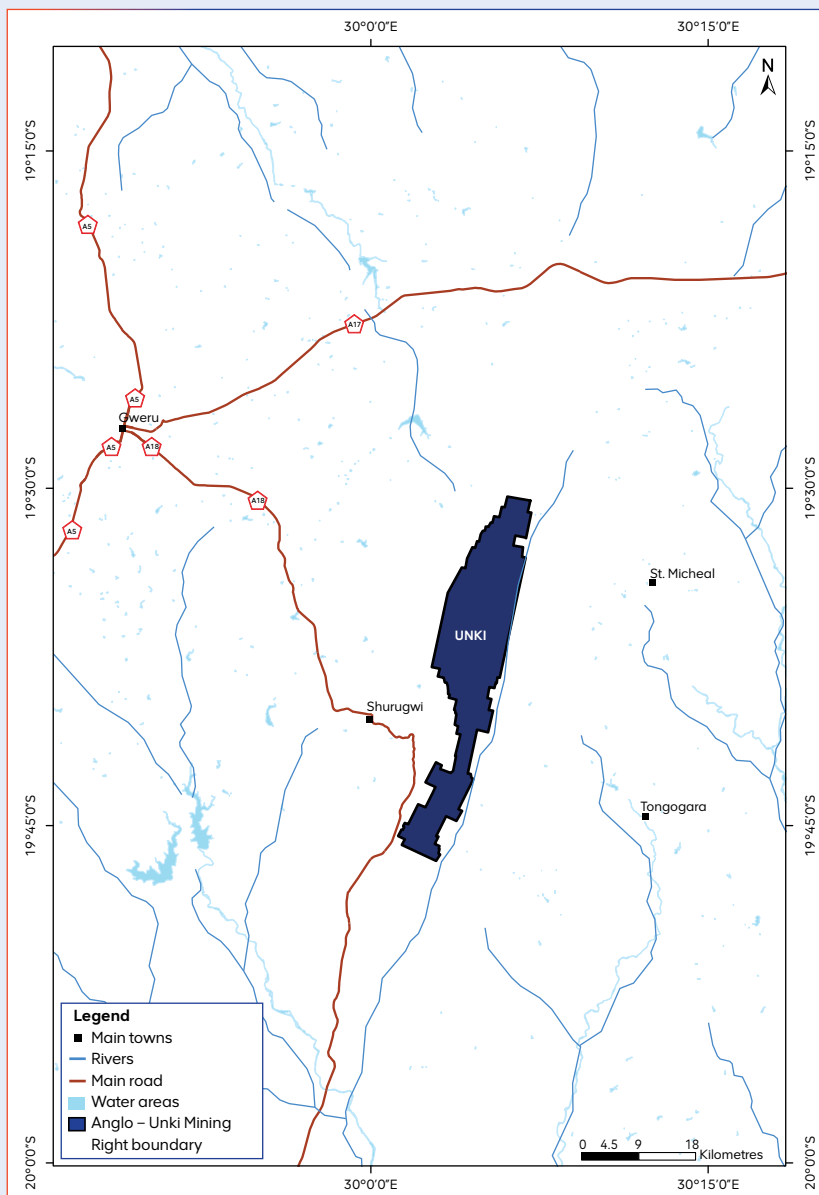 30°0'0"E
30°15'0"E
N
19°15'0"S
19°15'0"S
A5
A17
A5
Gweru
A5
A18
A18
19°30'0"S
19°30'0"S
A5
St. Micheal
UNKI
Shurugwi
Tongogara
19°45'0"S
19°45'0"S
Legend
Main towns
Rivers
Main road
Water areas
Anglo – Unki Mining
Right boundary
0 4.5 9 18
Kilometres
20°0'0"S
20°0'0"S
30°0'0"E
30°15'0"E